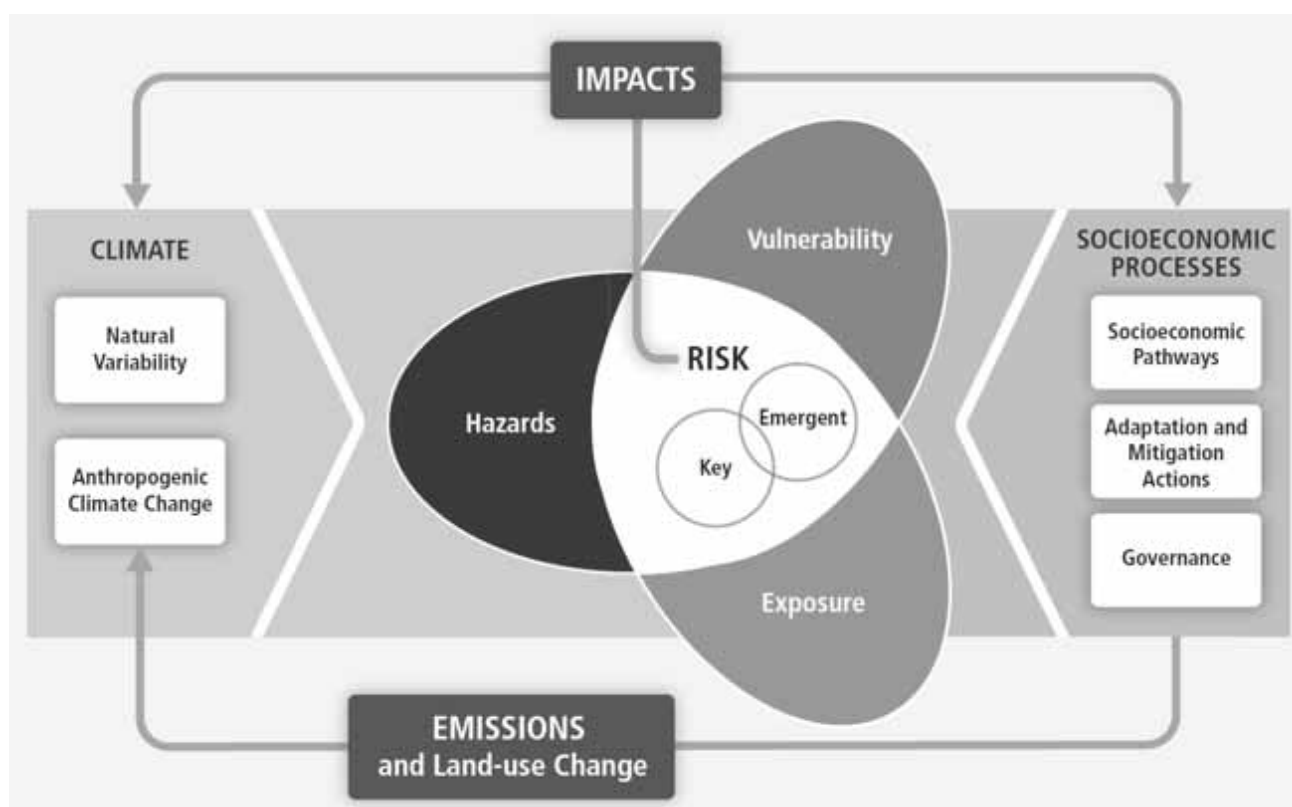 IMPACTS
CLIMATE
Natural
Variability
Anthropogenic
Climate Change
Vulnerability
Hazards
RISK
Emergent
Key
Exposure
SOCIOECONOMIC
PROCESSES
Socioeconomic
Pathways
Adaptation and
Mitigation
Actions
Governance
EMISSIONS
and Land-use Change